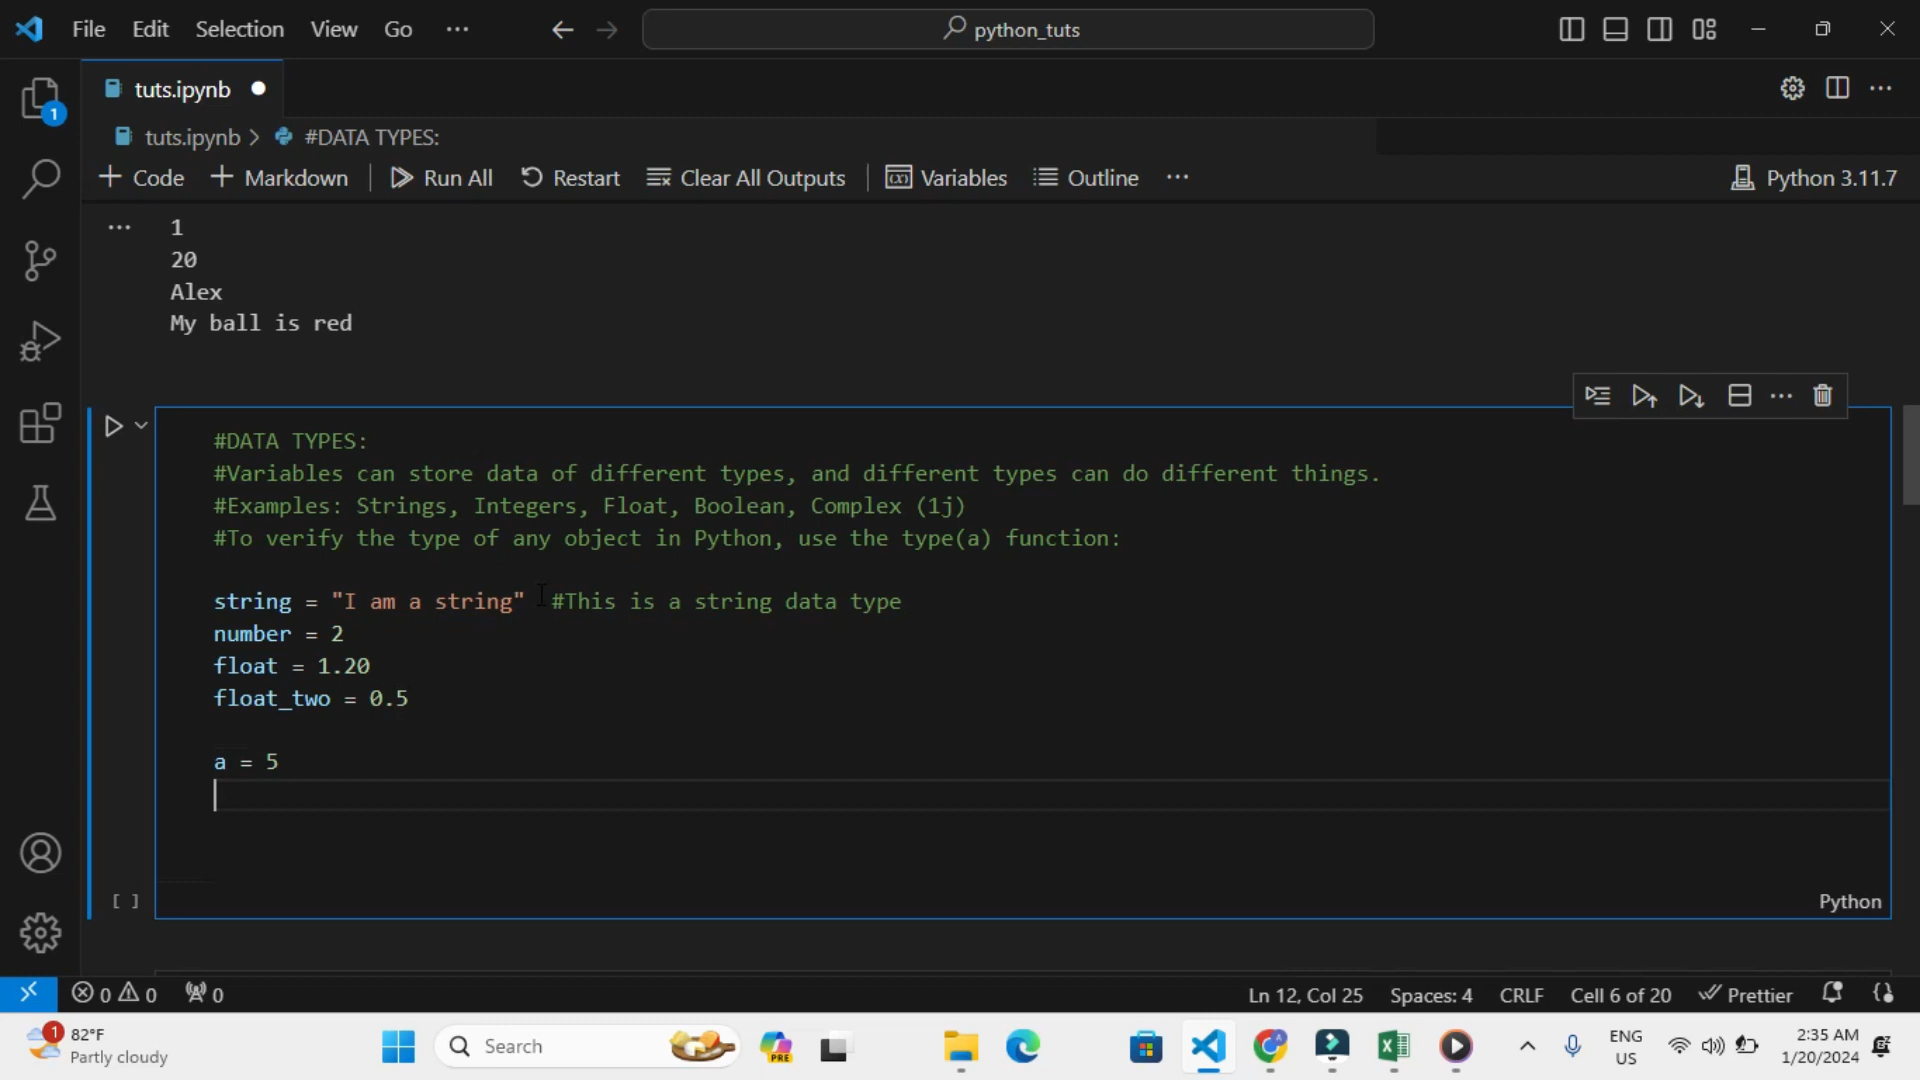 File Edit Selection View Go ···
python_tuts
tuts.ipynb
1
tuts.ipynb > #DATA TYPES:
+ Code + Markdown Run All Restart Clear All Outputs Variables Outline ···
Python 3.11.7
1
20
Alex
My ball is red
#DATA TYPES:
#Variables can store data of different types, and different types can do different things.
#Examples: Strings, Integers, Float, Boolean, Complex (1j)
#To verify the type of any object in Python, use the type(a) function:
string = "I am a string" #This is a string data type
number = 2
float = 1.20
float_two = 0.5
a = 5
[ ]
Python
0 0 0
Ln 12, Col 25 Spaces: 4 CRLF Cell 6 of 20 Prettier
1
82°F
Partly cloudy
Search
PRE
ENG
US
2:35 AM
1/20/2024